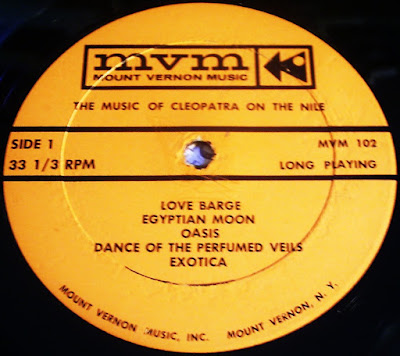 mvm
MOUNT VERNON MUSIC
THE MUSIC OF CLEOPATRA ON THE NILE
SIDE 1
MVM 102
33 1/3 RPM
LONG PLAYING
LOVE BARGE
EGYPTIAN MOON
OASIS
DANCE OF THE PERFUMED VEILS
EXOTICA
MOUNT VERNON MUSIC, INC. MOUNT VERNON, N. Y.